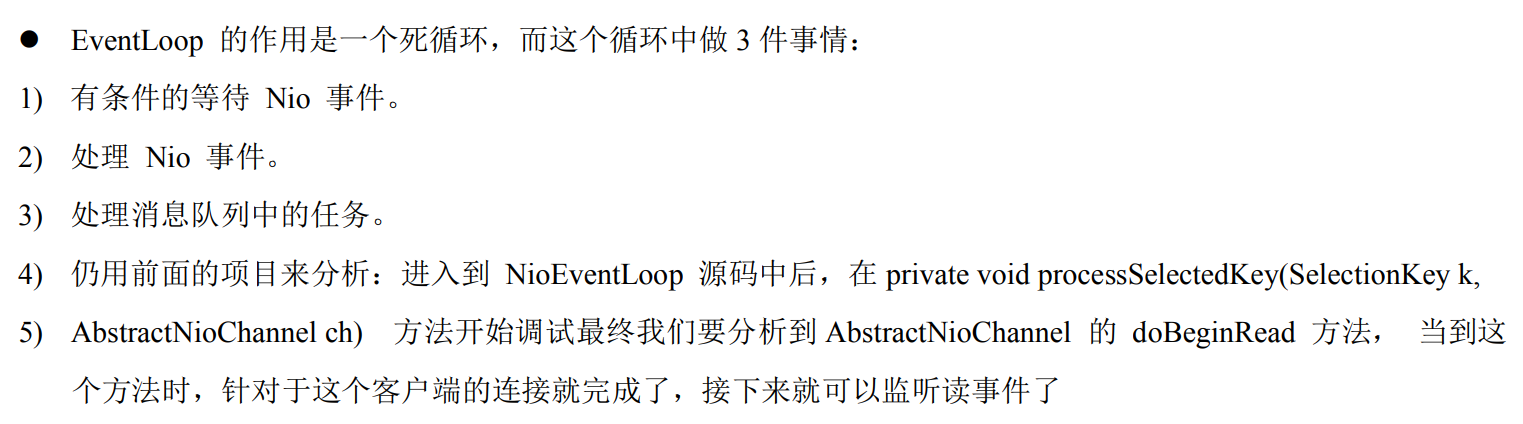 ● EventLoop 的作用是一个死循环，而这个循环中做 3 件事情：
1) 有条件的等待 Nio 事件。
2) 处理 Nio 事件。
3) 处理消息队列中的任务。
4) 仍用前面的项目来分析：进入到 NioEventLoop 源码中后，在 private void processSelectedKey(SelectionKey k,
5) AbstractNioChannel ch) 方法开始调试最终我们要分析到 AbstractNioChannel 的 doBeginRead 方法， 当到这
个方法时，针对于这个客户端的连接就完成了，接下来就可以监听读事件了